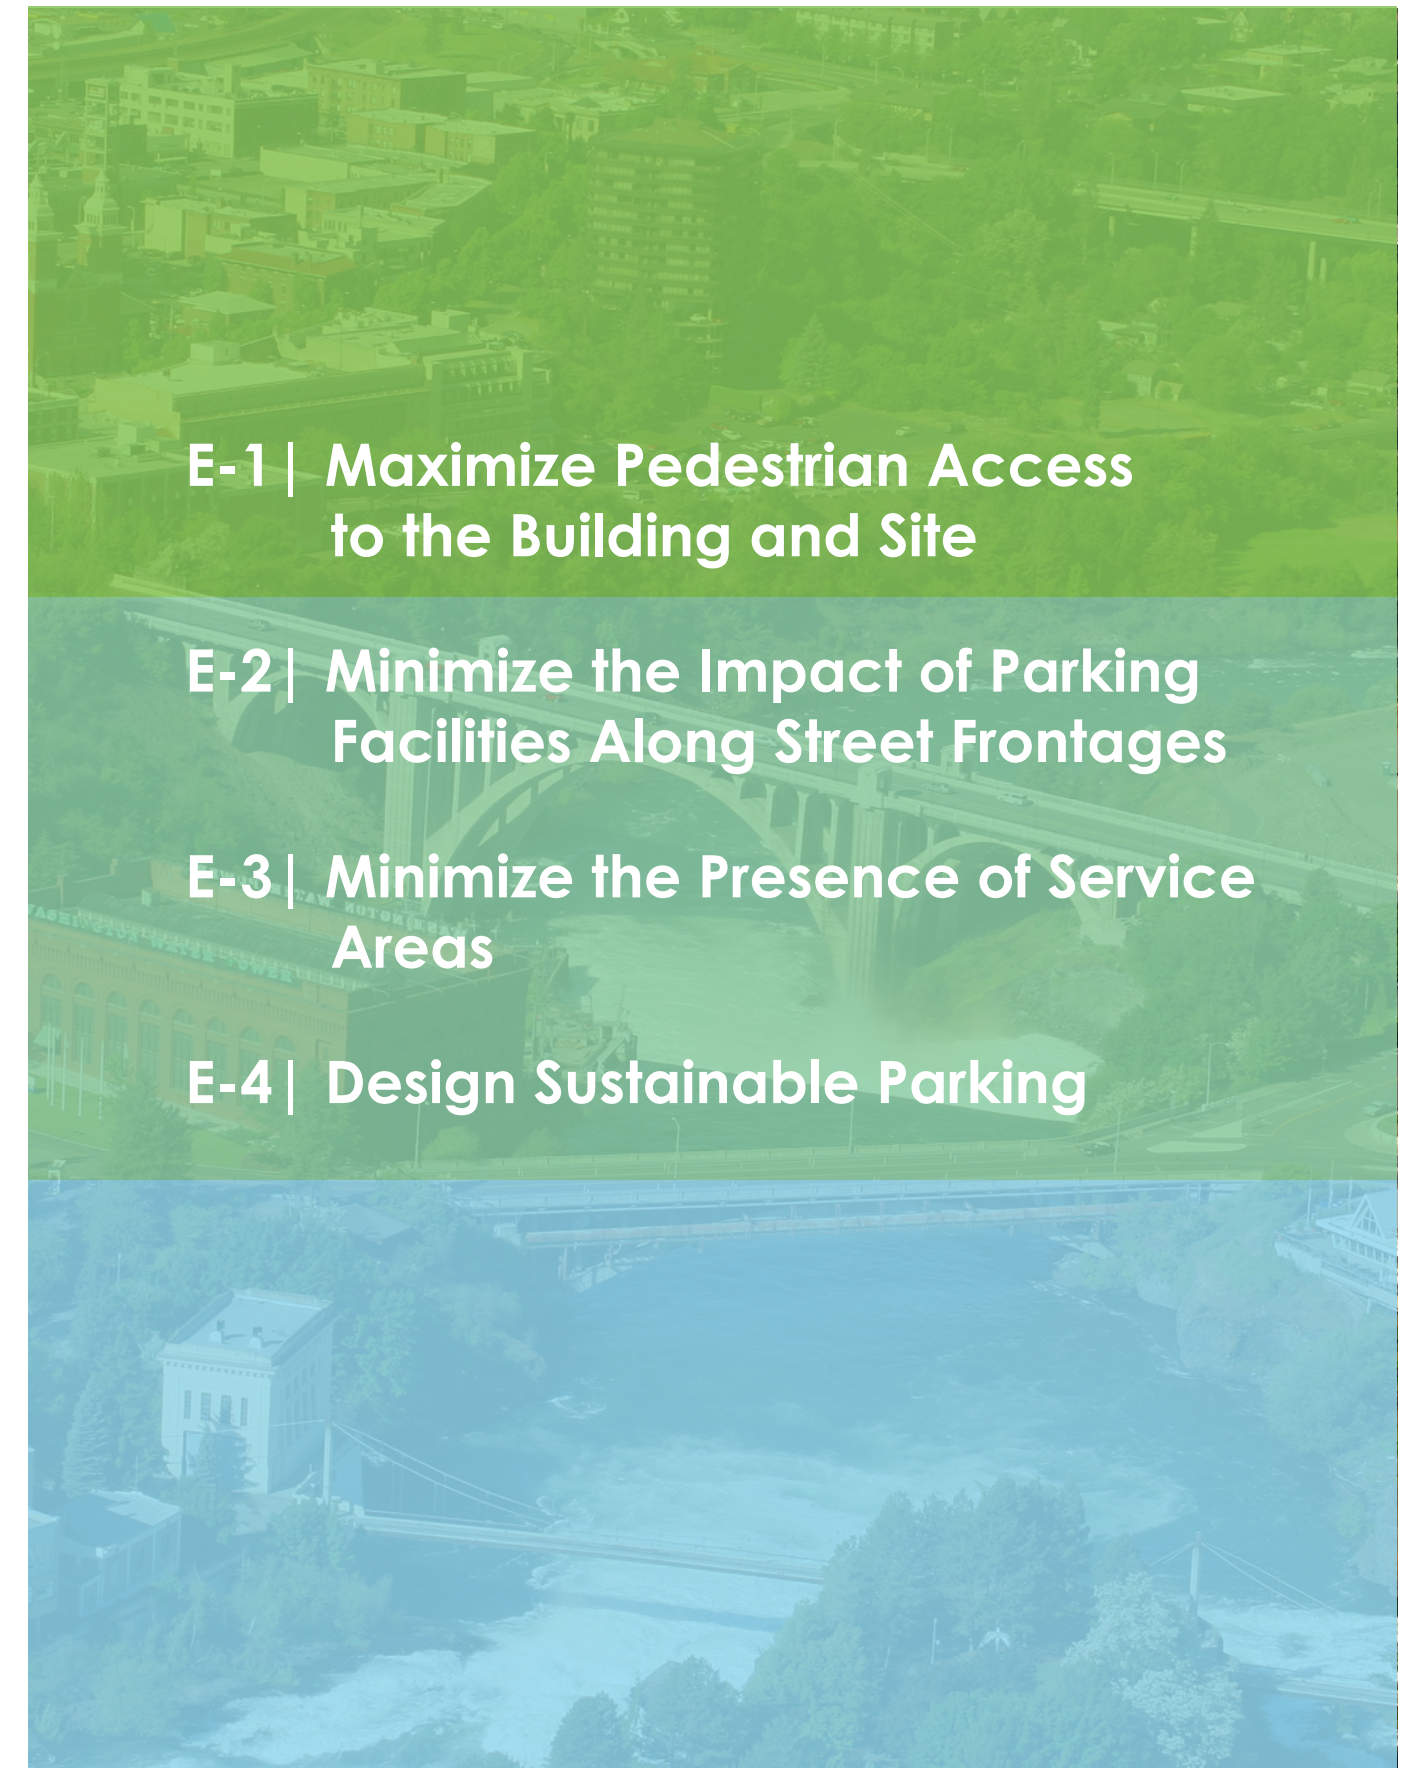 E-1| Maximize Pedestrian Access
to the Building and Site
E-2| Minimize the Impact of Parking
Facilities Along Street Frontages
E-3| Minimize the Presence of Service
Areas
E-4| Design Sustainable Parking